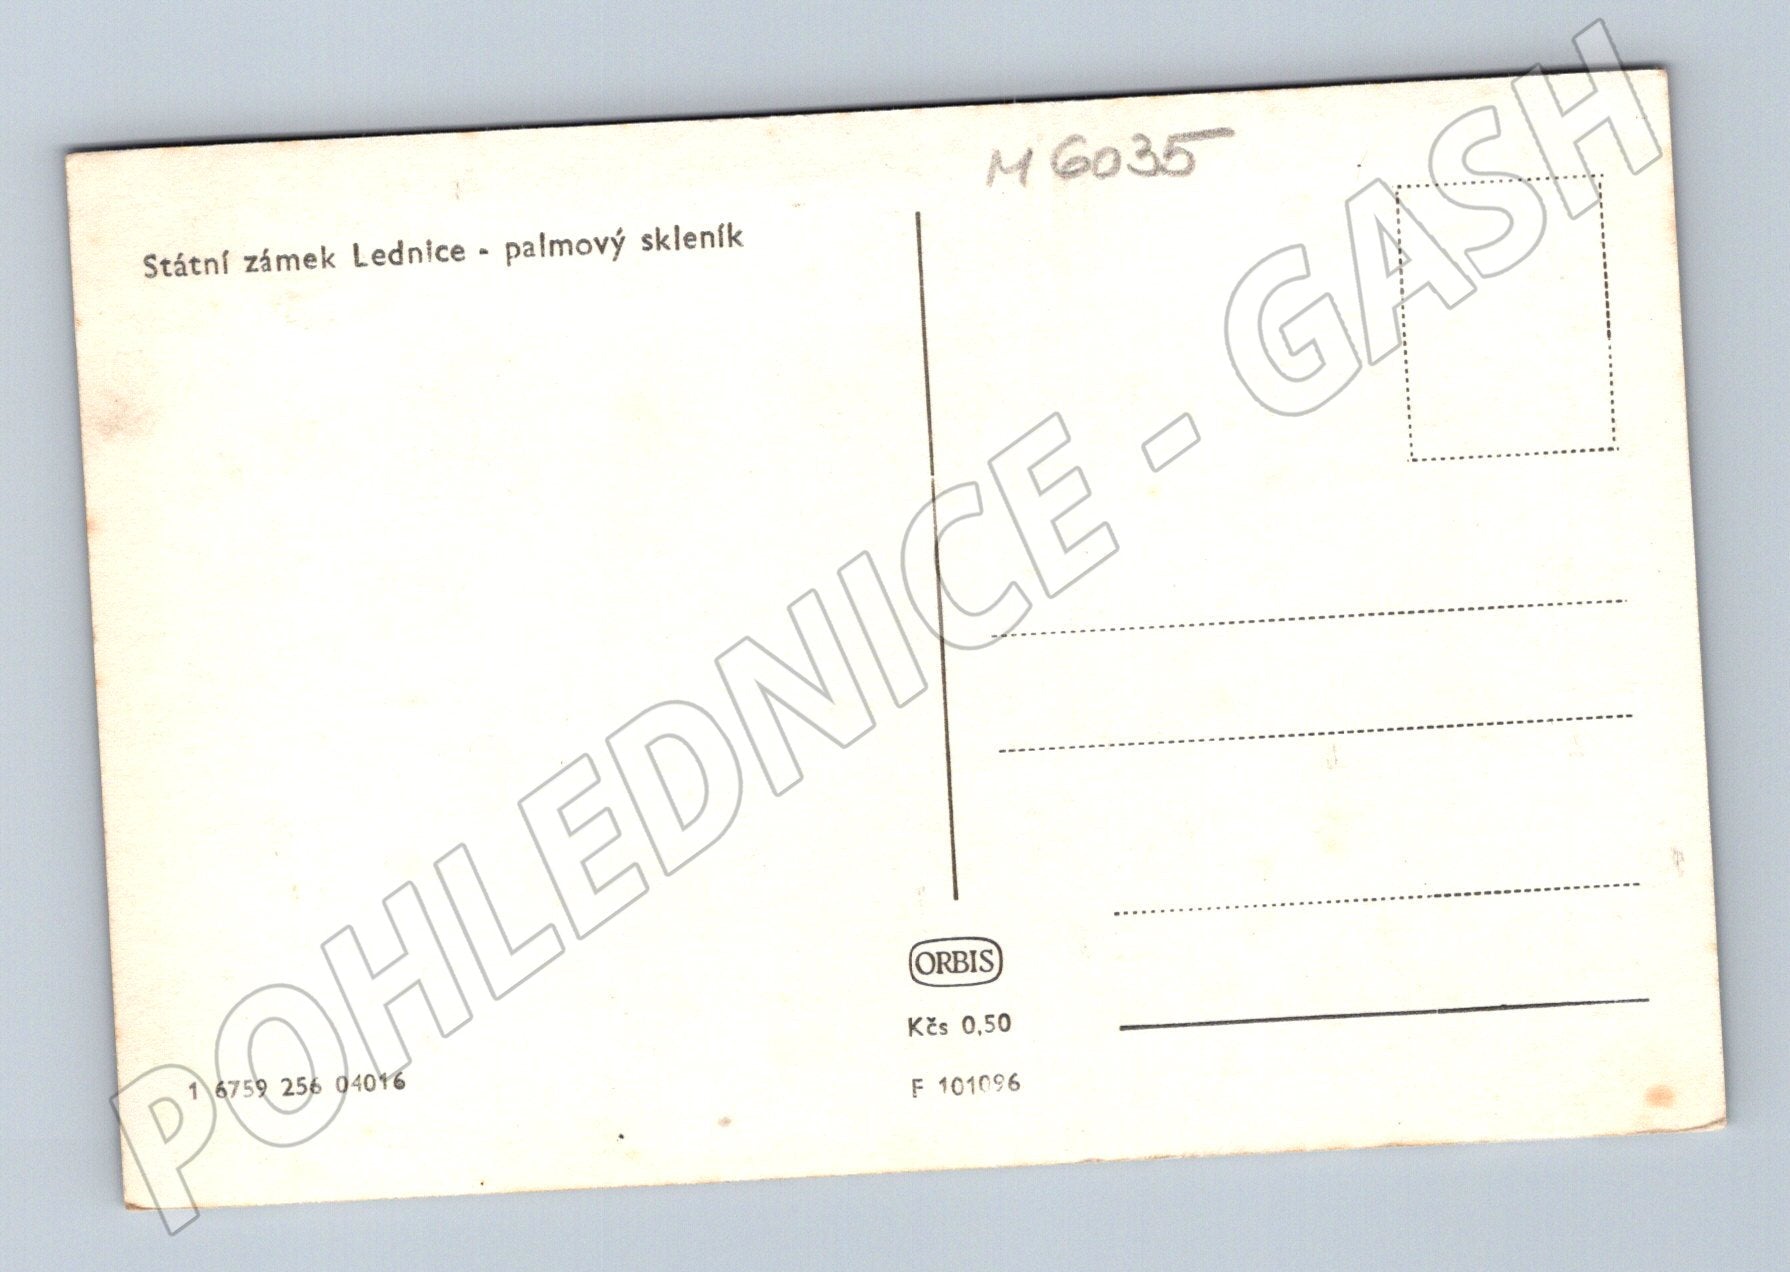 M 6035
Státní zámek Lednice - palmový skleník
POHLEDNICE - GASH
ORBIS
Kčs 0,50
1 6759 256 04016
F 101096